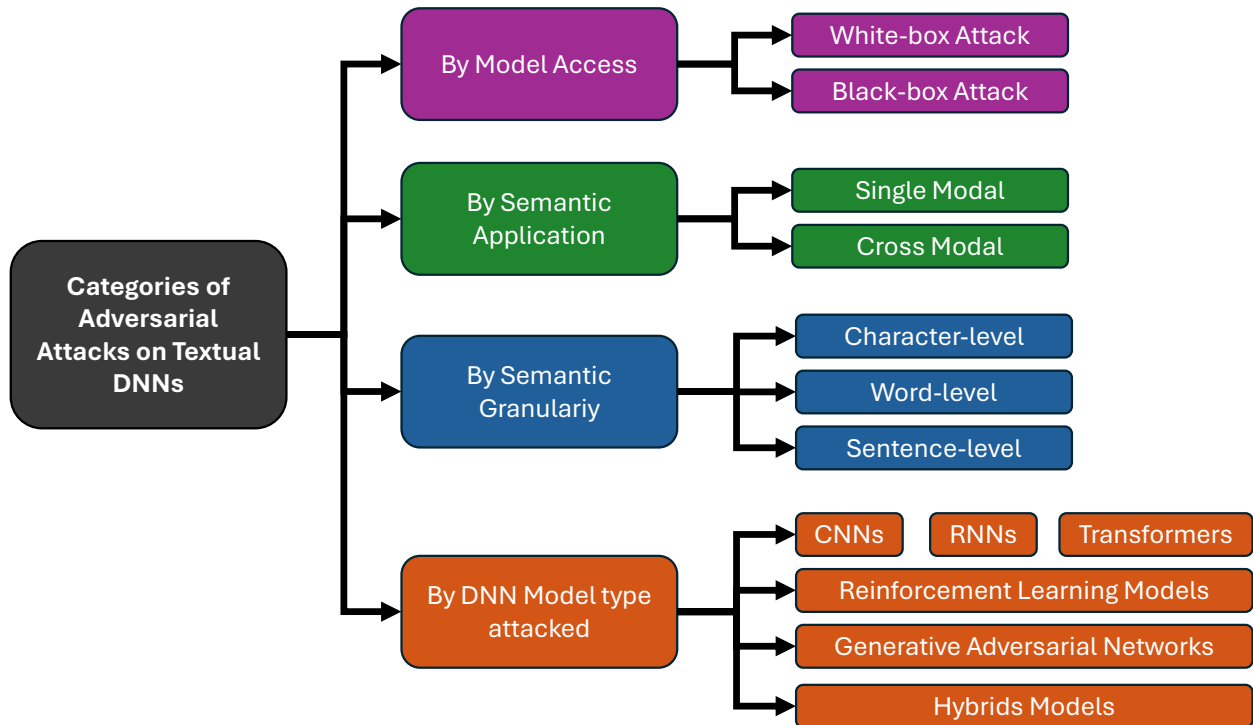 Categories of
Adversarial
Attacks on Textual
DNNs
By Model Access
White-box Attack
Black-box Attack
By Semantic
Application
Single Modal
Cross Modal
By Semantic
Granulariy
Character-level
Word-level
Sentence-level
By DNN Model type
attacked
CNNs
RNNs
Transformers
Reinforcement Learning Models
Generative Adversarial Networks
Hybrids Models